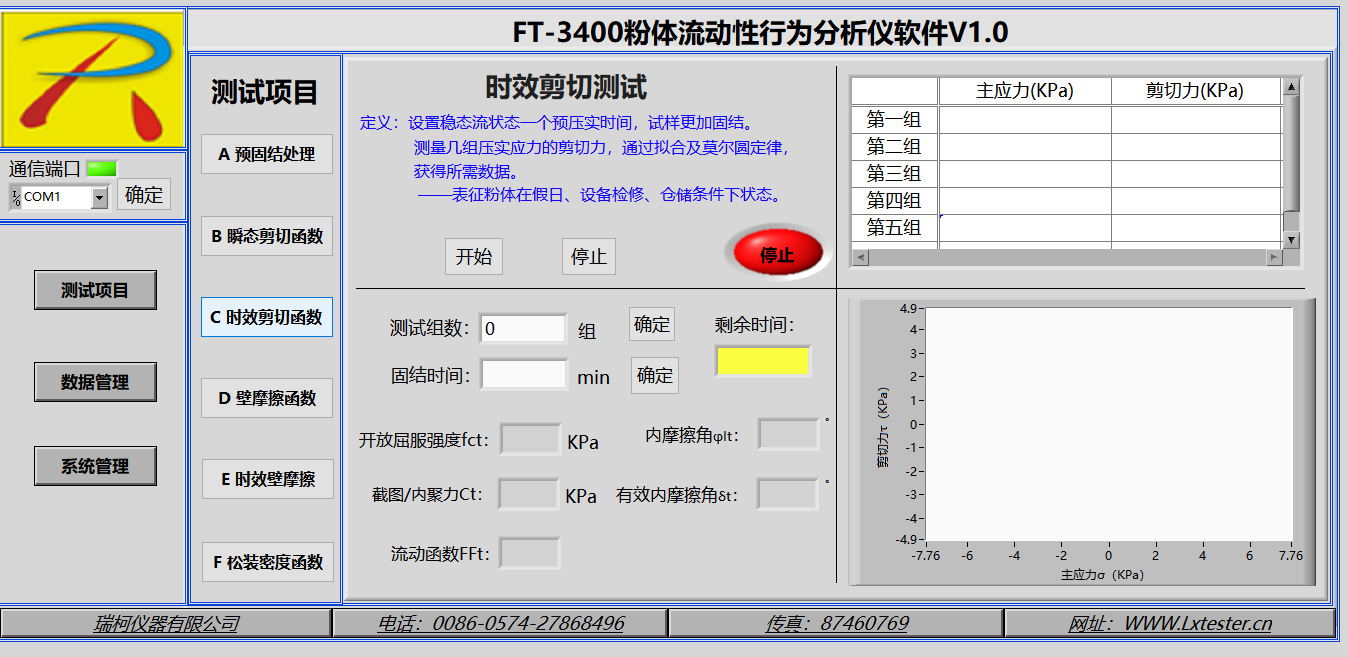 FT-3400粉体流动性行为分析仪软件V1.0
通信端口
COM1
确定
测试项目
数据管理
系统管理
测试项目
A 预固结处理
B 瞬态剪切函数
C 时效剪切函数
D 壁摩擦函数
E 时效壁摩擦
F 松装密度函数
时效剪切测试
定义：设置稳态流状态一个预压实时间，试样更加固结。
测量几组压实应力的剪切力，通过拟合及莫尔圆定律，
获得所需数据。
——表征粉体在假日、设备检修、仓储条件下状态。
开始
停止
停止
测试组数： 0 组 确定
剩余时间：
固结时间： min 确定
开放屈服强度fct： KPa
内摩擦角φlt： °
截图/内聚力Ct： KPa
有效内摩擦角δt： °
流动函数FFt：
主应力(KPa) 剪切力(KPa)
第一组
第二组
第三组
第四组
第五组
4.9
4
3
2
1
0
-1
-2
-3
-4
-4.9
剪切力τ（KPa）
-7.76 -6 -4 -2 0 2 4 6 7.76
主应力σ（KPa）
瑞柯仪器有限公司
电话：0086-0574-27868496
传真：87460769
网址：WWW.Lxtester.cn